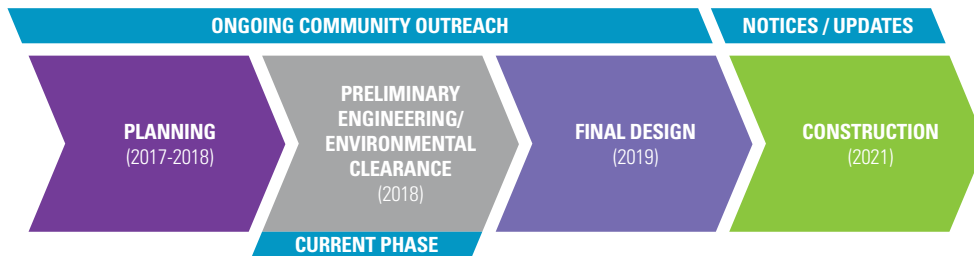 ONGOING COMMUNITY OUTREACH
NOTICES / UPDATES
PLANNING
(2017-2018)
PRELIMINARY
ENGINEERING/
ENVIRONMENTAL
CLEARANCE
(2018)
FINAL DESIGN
(2019)
CONSTRUCTION
(2021)
CURRENT PHASE